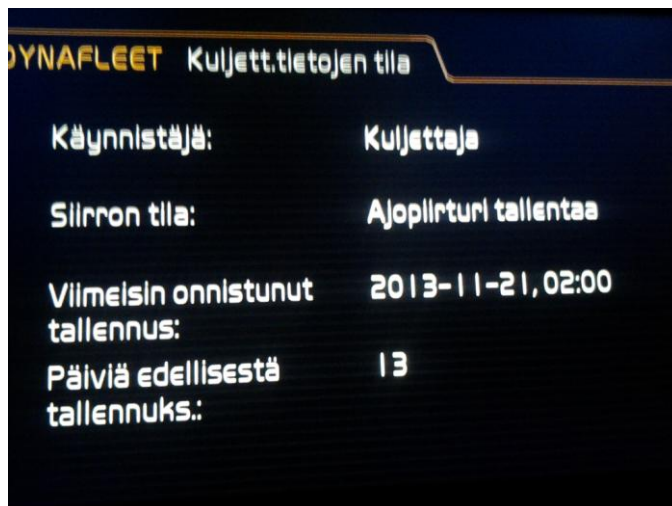 DYNAFLEET Kuljett.tietojen tila
Käynnistäjä: Kuljettaja
Siirron tila: Ajopiirturi tallentaa
Viimeisin onnistunut 2013-11-21, 02:00
tallennus:
Päiviä edellisestä 13
tallennuks.: